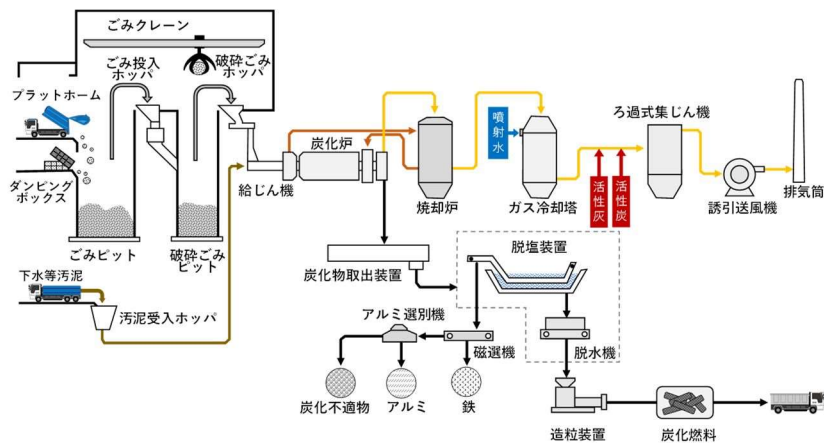 ごみクレーン
ごみ投入
ホッパ
破砕ごみ
ホッパ
プラットホーム
ダンピング
ボックス
ごみピット
破砕ごみ
ピット
給じん機
炭化炉
焼却炉
噴射水
ガス冷却塔
活性灰
活性炭
ろ過式集じん機
誘引送風機
排気筒
下水等汚泥
汚泥受入ホッパ
炭化物取出装置
脱塩装置
アルミ選別機
磁選機
脱水機
炭化不適物
アルミ
鉄
造粒装置
炭化燃料